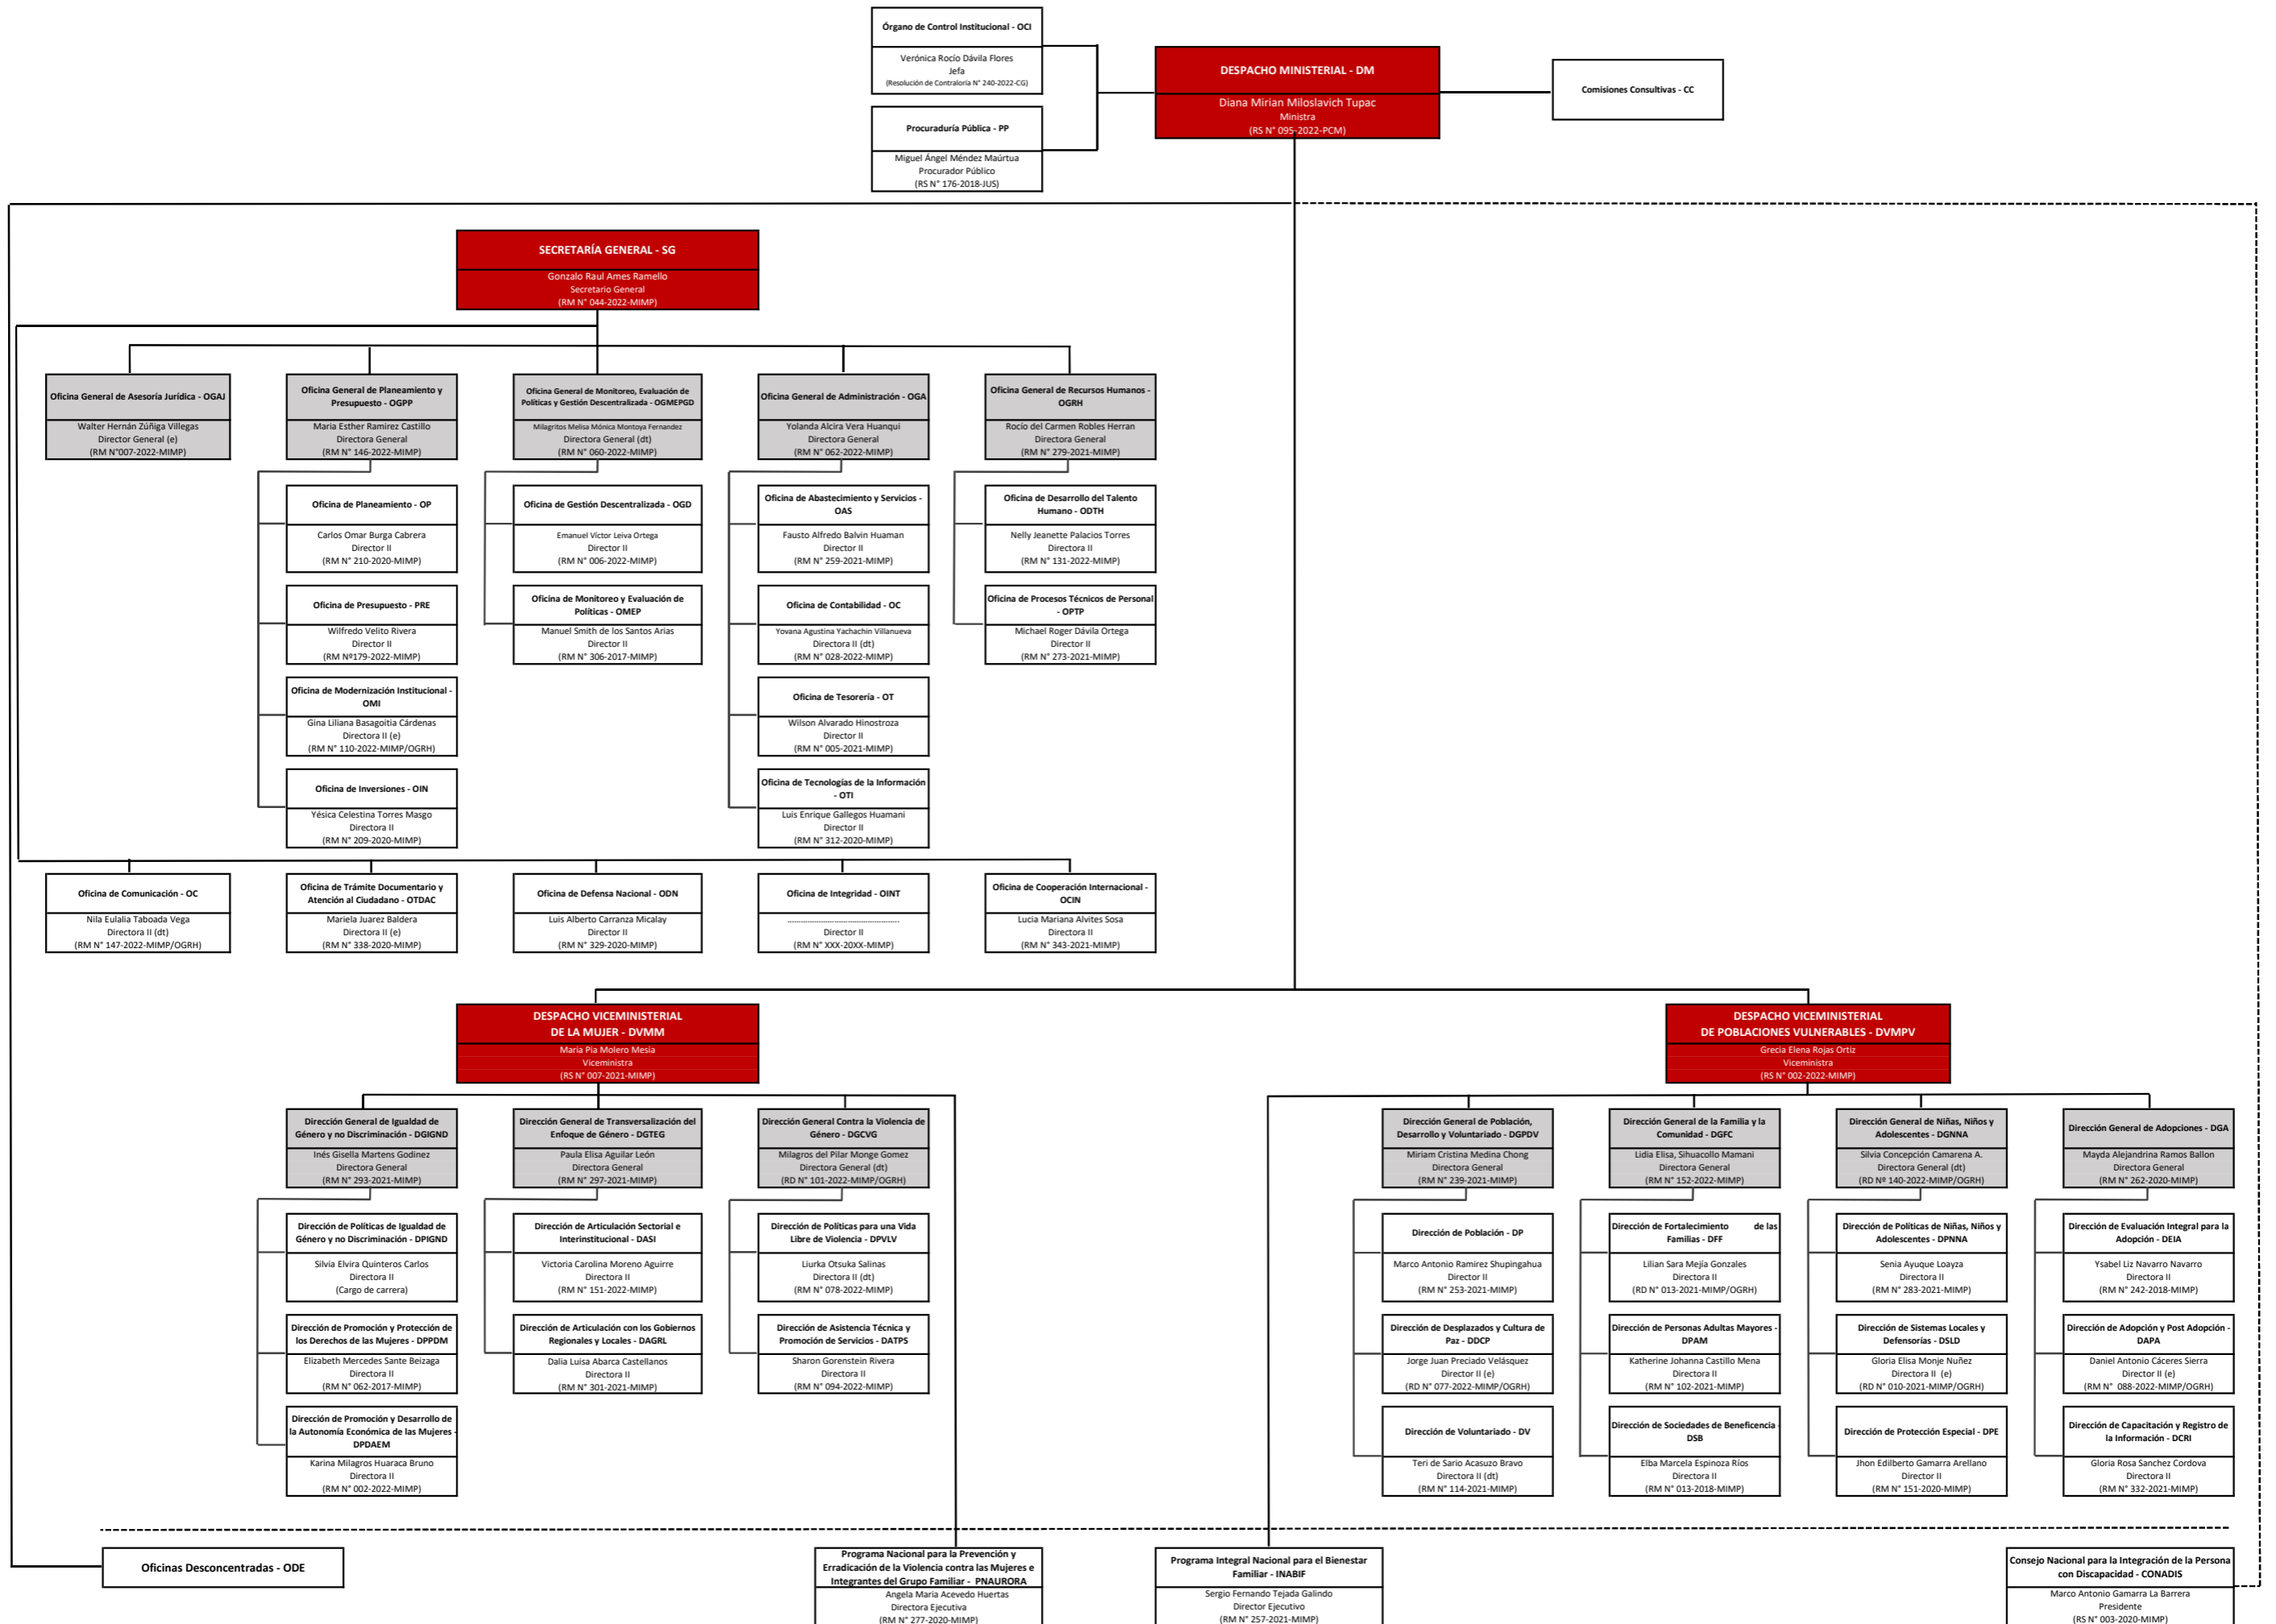 Órgano de Control Institucional - OCI
Verónica Rocío Dávila Flores
Jefa
(Resolución de Contraloría N° 240-2022-CG)
Procuraduría Pública - PP
Miguel Ángel Méndez Maúrtua
Procurador Público
(RS N° 176-2018-JUS)
DESPACHO MINISTERIAL - DM
Diana Mirian Miloslavich Tupac
Ministra
(RS N° 095-2022-PCM)
Comisiones Consultivas - CC
SECRETARÍA GENERAL - SG
Gonzalo Raul Ames Ramello
Secretario General
(RM N° 044-2022-MIMP)
Oficina General de Asesoría Jurídica - OGAJ
Walter Hernán Zúñiga Villegas
Director General (e)
(RM N°007-2022-MIMP)
Oficina General de Planeamiento y
Presupuesto - OGPP
Maria Esther Ramirez Castillo
Directora General
(RM N° 146-2022-MIMP)
Oficina General de Monitoreo, Evaluación de
Políticas y Gestión Descentralizada - OGMEPGD
Milagritos Melisa Mónica Montoya Fernandez
Directora General (dt)
(RM N° 060-2022-MIMP)
Oficina General de Administración - OGA
Yolanda Alcira Vera Huanqui
Directora General
(RM N° 062-2022-MIMP)
Oficina General de Recursos Humanos -
OGRH
Rocío del Carmen Robles Herran
Directora General
(RM N° 279-2021-MIMP)
Oficina de Planeamiento - OP
Carlos Omar Burga Cabrera
Director II
(RM N° 210-2020-MIMP)
Oficina de Gestión Descentralizada - OGD
Emanuel Víctor Leiva Ortega
Director II
(RM N° 006-2022-MIMP)
Oficina de Abastecimiento y Servicios -
OAS
Fausto Alfredo Balvin Huaman
Director II
(RM N° 259-2021-MIMP)
Oficina de Desarrollo del Talento
Humano - ODTH
Nelly Jeanette Palacios Torres
Directora II
(RM N° 131-2022-MIMP)
Oficina de Presupuesto - PRE
Wilfredo Velito Rivera
Director II
(RM Nº179-2022-MIMP)
Oficina de Monitoreo y Evaluación de
Políticas - OMEP
Manuel Smith de los Santos Arias
Director II
(RM N° 306-2017-MIMP)
Oficina de Contabilidad - OC
Yovana Agustina Yachachin Villanueva
Directora II (dt)
(RM N° 028-2022-MIMP)
Oficina de Procesos Técnicos de Personal
- OPTP
Michael Roger Dávila Ortega
Director II
(RM N° 273-2021-MIMP)
Oficina de Modernización Institucional -
OMI
Gina Liliana Basagoitia Cárdenas
Directora II (e)
(RM N° 110-2022-MIMP/OGRH)
Oficina de Tesorería - OT
Wilson Alvarado Hinostroza
Director II
(RM N° 005-2021-MIMP)
Oficina de Inversiones - OIN
Yésica Celestina Torres Masgo
Directora II
(RM N° 209-2020-MIMP)
Oficina de Tecnologías de la Información
- OTI
Luis Enrique Gallegos Huamani
Director II
(RM N° 312-2020-MIMP)
Oficina de Comunicación - OC
Nila Eulalia Taboada Vega
Directora II (dt)
(RM N° 147-2022-MIMP/OGRH)
Oficina de Trámite Documentario y
Atención al Ciudadano - OTDAC
Mariela Juarez Baldera
Directora II (e)
(RM N° 338-2020-MIMP)
Oficina de Defensa Nacional - ODN
Luis Alberto Carranza Micalay
Director II
(RM N° 329-2020-MIMP)
Oficina de Integridad - OINT
................................................
Director II
(RM N° XXX-20XX-MIMP)
Oficina de Cooperación Internacional -
OCIN
Lucia Mariana Alvites Sosa
Directora II
(RM N° 343-2021-MIMP)
DESPACHO VICEMINISTERIAL
DE LA MUJER - DVMM
Maria Pia Molero Mesia
Viceministra
(RS N° 007-2021-MIMP)
DESPACHO VICEMINISTERIAL
DE POBLACIONES VULNERABLES - DVMPV
Grecia Elena Rojas Ortiz
Viceministra
(RS N° 002-2022-MIMP)
Dirección General de Igualdad de
Género y no Discriminación - DGIGND
Inés Gisella Martens Godinez
Directora General
(RM N° 293-2021-MIMP)
Dirección General de Transversalización del
Enfoque de Género - DGTEG
Paula Elisa Aguilar León
Directora General
(RM N° 297-2021-MIMP)
Dirección General Contra la Violencia de
Género - DGCVG
Milagros del Pilar Monge Gomez
Directora General (dt)
(RD N° 101-2022-MIMP/OGRH)
Dirección General de Población,
Desarrollo y Voluntariado - DGPDV
Miriam Cristina Medina Chong
Directora General
(RM N° 239-2021-MIMP)
Dirección General de la Familia y la
Comunidad - DGFC
Lidia Elisa, Sihuacollo Mamani
Directora General
(RM N° 152-2022-MIMP)
Dirección General de Niñas, Niños y
Adolescentes - DGNNA
Silvia Concepción Camarena A.
Directora General (dt)
(RD Nº 140-2022-MIMP/OGRH)
Dirección General de Adopciones - DGA
Mayda Alejandrina Ramos Ballon
Directora General
(RM N° 262-2020-MIMP)
Dirección de Políticas de Igualdad de
Género y no Discriminación - DPIGND
Silvia Elvira Quinteros Carlos
Directora II
(Cargo de carrera)
Dirección de Articulación Sectorial e
Interinstitucional - DASI
Victoria Carolina Moreno Aguirre
Directora II
(RM N° 151-2022-MIMP)
Dirección de Políticas para una Vida
Libre de Violencia - DPVLV
Liurka Otsuka Salinas
Directora II (dt)
(RM N° 078-2022-MIMP)
Dirección de Población - DP
Marco Antonio Ramirez Shupingahua
Director II
(RM N° 253-2021-MIMP)
Dirección de Fortalecimiento de las
Familias - DFF
Lilian Sara Mejía Gonzales
Directora II
(RD N° 013-2021-MIMP/OGRH)
Dirección de Políticas de Niñas, Niños y
Adolescentes - DPNNA
Senia Ayuque Loayza
Directora II
(RM N° 283-2021-MIMP)
Dirección de Evaluación Integral para la
Adopción - DEIA
Ysabel Liz Navarro Navarro
Directora II
(RM N° 242-2018-MIMP)
Dirección de Promoción y Protección de
los Derechos de las Mujeres - DPPDM
Elizabeth Mercedes Sante Beizaga
Directora II
(RM N° 062-2017-MIMP)
Dirección de Articulación con los Gobiernos
Regionales y Locales - DAGRL
Dalia Luisa Abarca Castellanos
Directora II
(RM N° 301-2021-MIMP)
Dirección de Asistencia Técnica y
Promoción de Servicios - DATPS
Sharon Gorenstein Rivera
Directora II
(RM N° 094-2022-MIMP)
Dirección de Desplazados y Cultura de
Paz - DDCP
Jorge Juan Preciado Velásquez
Director II (e)
(RD N° 077-2022-MIMP/OGRH)
Dirección de Personas Adultas Mayores -
DPAM
Katherine Johanna Castillo Mena
Directora II
(RM N° 102-2021-MIMP)
Dirección de Sistemas Locales y
Defensorías - DSLD
Gloria Elisa Monje Nuñez
Directora II (e)
(RD N° 010-2021-MIMP/OGRH)
Dirección de Adopción y Post Adopción -
DAPA
Daniel Antonio Cáceres Sierra
Director II (e)
(RM N° 088-2022-MIMP/OGRH)
Dirección de Promoción y Desarrollo de
la Autonomía Económica de las Mujeres -
DPDAEM
Karina Milagros Huaraca Bruno
Directora II
(RM N° 002-2022-MIMP)
Dirección de Voluntariado - DV
Teri de Sario Acasuzo Bravo
Directora II (dt)
(RM N° 114-2021-MIMP)
Dirección de Sociedades de Beneficencia -
DSB
Elba Marcela Espinoza Ríos
Directora II
(RM N° 013-2018-MIMP)
Dirección de Protección Especial - DPE
Jhon Edilberto Gamarra Arellano
Director II
(RM N° 151-2020-MIMP)
Dirección de Capacitación y Registro de
la Información - DCRI
Gloria Rosa Sanchez Cordova
Directora II
(RM N° 332-2021-MIMP)
Oficinas Desconcentradas - ODE
Programa Nacional para la Prevención y
Erradicación de la Violencia contra las Mujeres e
Integrantes del Grupo Familiar - PNAURORA
Angela Maria Acevedo Huertas
Directora Ejecutiva
(RM N° 277-2020-MIMP)
Programa Integral Nacional para el Bienestar
Familiar - INABIF
Sergio Fernando Tejada Galindo
Director Ejecutivo
(RM N° 257-2021-MIMP)
Consejo Nacional para la Integración de la Persona
con Discapacidad - CONADIS
Marco Antonio Gamarra La Barrera
Presidente
(RS N° 003-2020-MIMP)